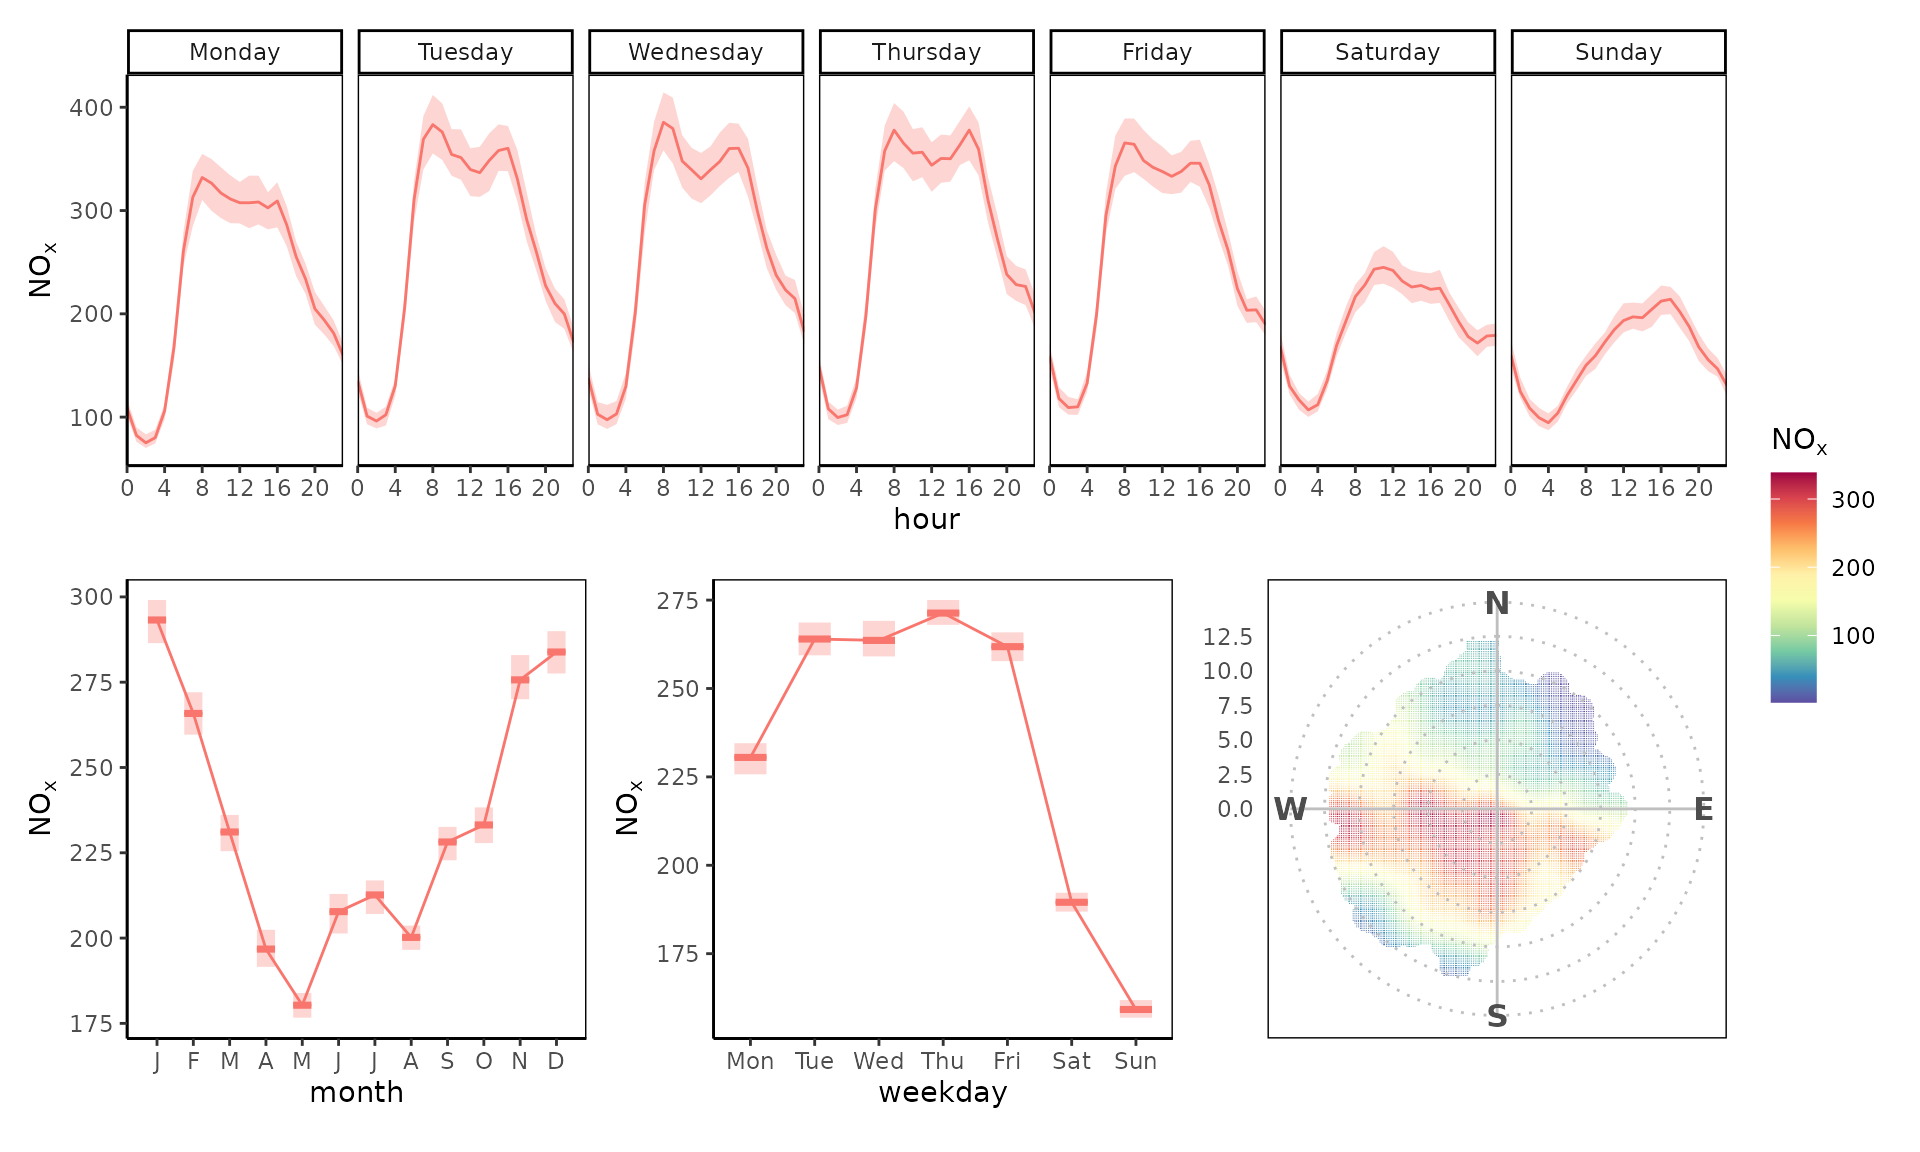 Monday Tuesday Wednesday Thursday Friday Saturday Sunday
400
300
200
100
NOx
0 4 8 12 16 20 0 4 8 12 16 20 0 4 8 12 16 20 0 4 8 12 16 20 0 4 8 12 16 20 0 4 8 12 16 20 0 4 8 12 16 20
hour
NOx
300
200
100
300
275
250
225
200
175
NOx
J F M A M J J A S O N D
month
275
250
225
200
175
NOx
Mon Tue Wed Thu Fri Sat Sun
weekday
12.5
10.0
7.5
5.0
2.5
0.0
N
W E
S